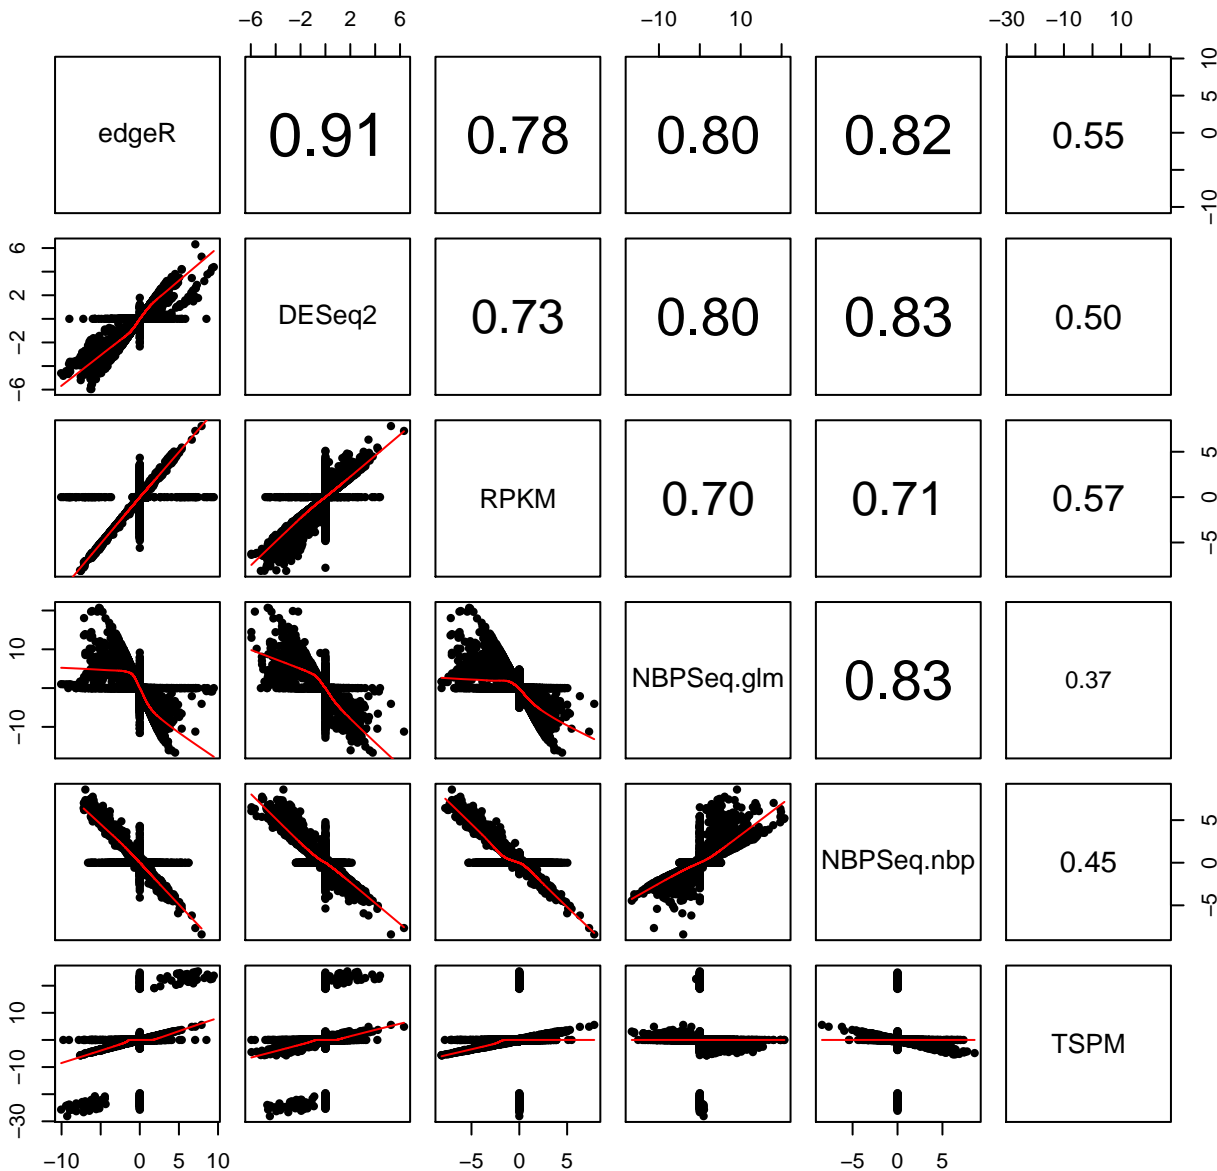 −6 −2 2 6 −10 10 −30 −10 10
edgeR 0.91 0.78 0.80 0.82 0.55
−10 0 5 10
−6 −2 2 6
DESeq2 0.73 0.80 0.83 0.50
RPKM 0.70 0.71 0.57
−5 0 5
−10 10
NBPSeq.glm 0.83 0.37
NBPSeq.nbp 0.45
−5 0 5
−30 −10 10
TSPM
−10 0 5 10 −5 0 5 −5 0 5